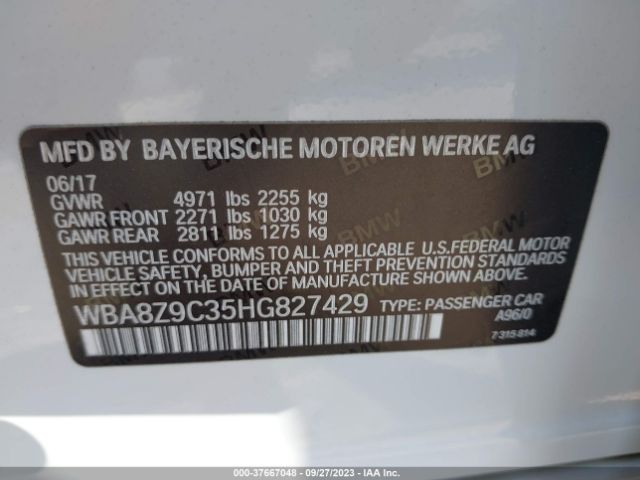 MFD BY BAYERISCHE MOTOREN WERKE AG
06/17
GVWR 4971 lbs 2255 kg
GAWR FRONT 2271 lbs 1030 kg
GAWR REAR 2811 lbs 1275 kg
THIS VEHICLE CONFORMS TO ALL APPLICABLE U.S.FEDERAL MOTOR
VEHICLE SAFETY, BUMPER AND THEFT PREVENTION STANDARDS
IN EFFECT ON THE DATE OF MANUFACTURE SHOWN ABOVE.
WBA8Z9C35HG827429 TYPE: PASSENGER CAR
A96/0
7315814
000-37667048 - 09/27/2023 - IAA Inc.